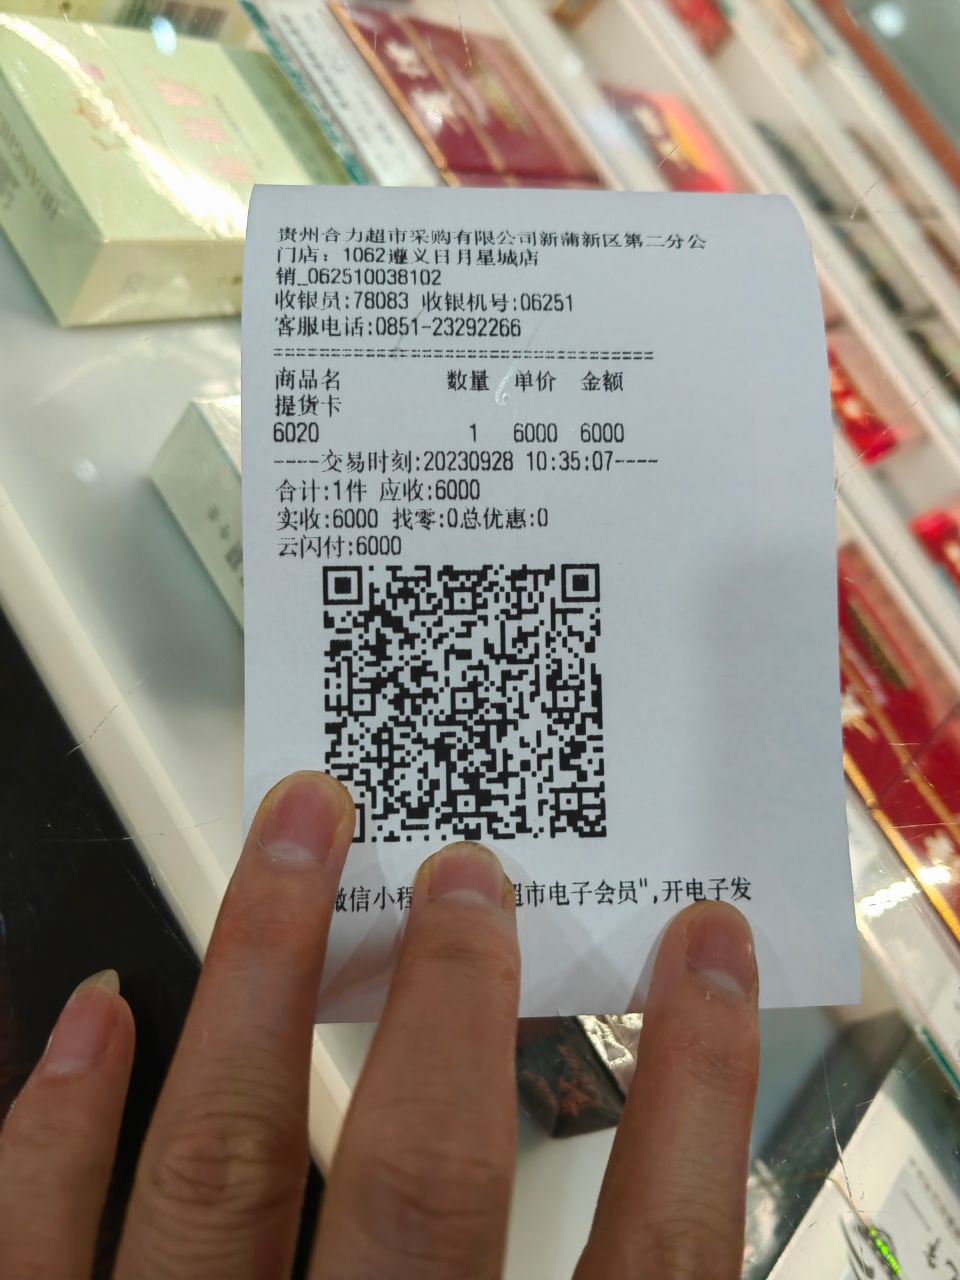 贵州合力超市采购有限公司新蒲新区第二分公
门店：1062遵义日月星城店
销_062510038102
收银员:78083 收银机号:06251
客服电话:0851-23292266
======================================
商品名 数量 单价 金额
提货卡
6020 1 6000 6000
----交易时刻:20230928 10:35:07----
合计:1件 应收:6000
实收:6000 找零:0总优惠:0
云闪付:6000
微信小程 超市电子会员",开电子发